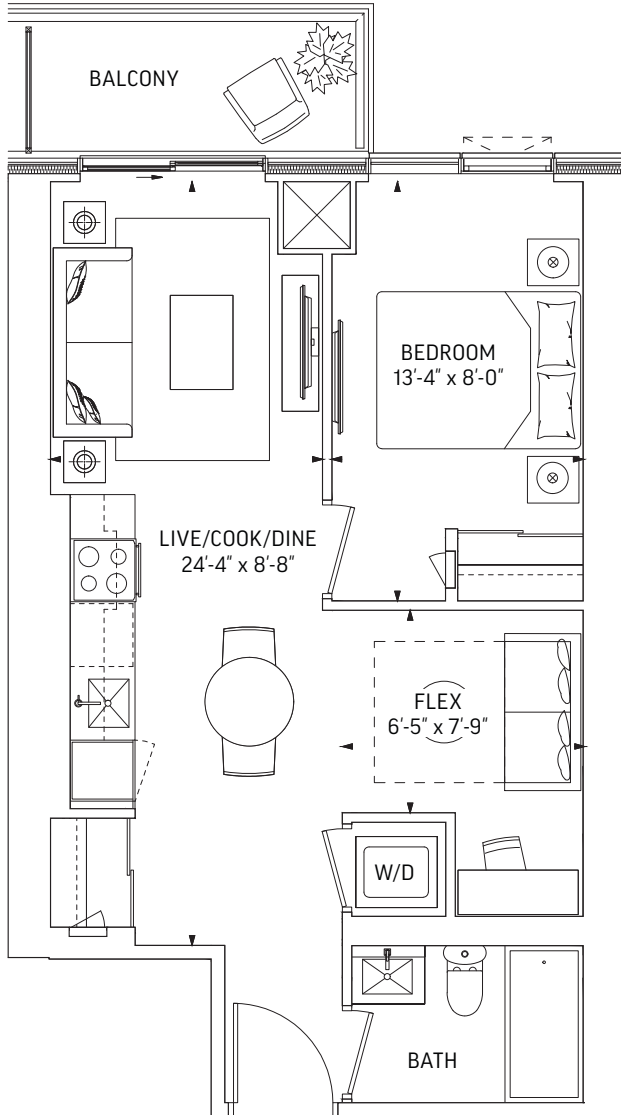 BALCONY
BEDROOM
13'-4" x 8'-0"
LIVE/COOK/DINE
24'-4" x 8'-8"
FLEX
6'-5" x 7'-9"
W/D
BATH